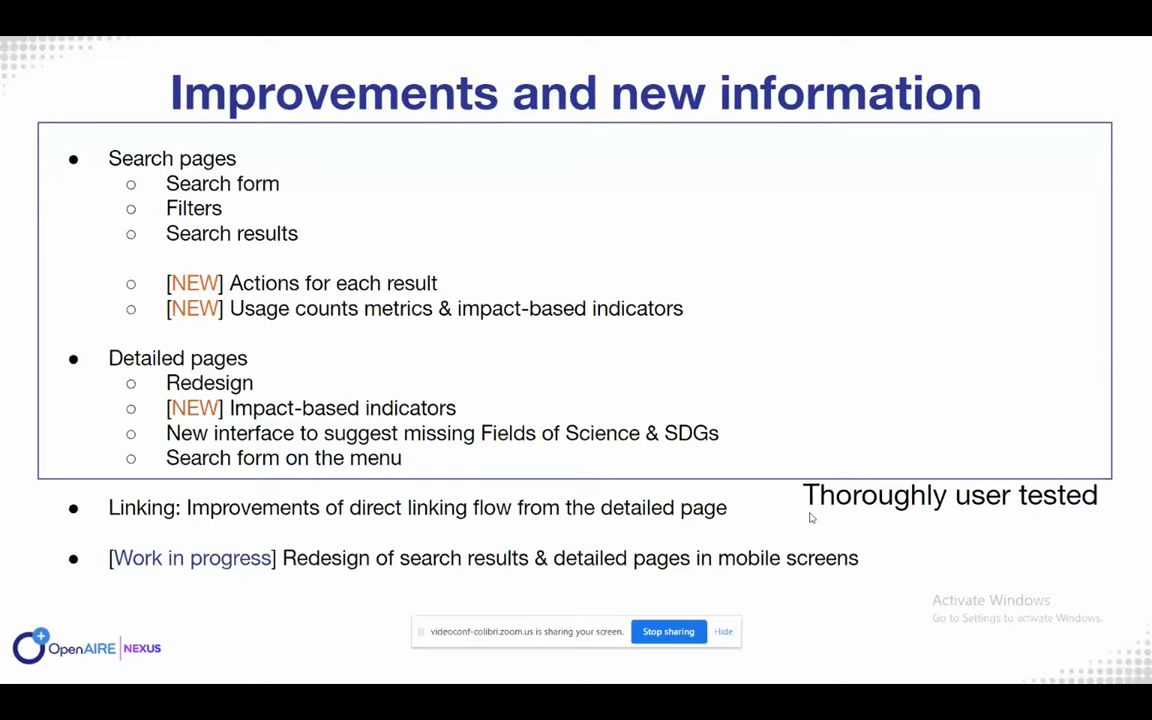 Improvements and new information
● Search pages
○ Search form
○ Filters
○ Search results
○ [NEW] Actions for each result
○ [NEW] Usage counts metrics & impact-based indicators
● Detailed pages
○ Redesign
○ [NEW] Impact-based indicators
○ New interface to suggest missing Fields of Science & SDGs
○ Search form on the menu
Thoroughly user tested
● Linking: Improvements of direct linking flow from the detailed page
● [Work in progress] Redesign of search results & detailed pages in mobile screens
Activate Windows
Go to Settings to activate Windows.
videoconf-colibri.zoom.us is sharing your screen. Stop sharing Hide
OpenAIRE NEXUS